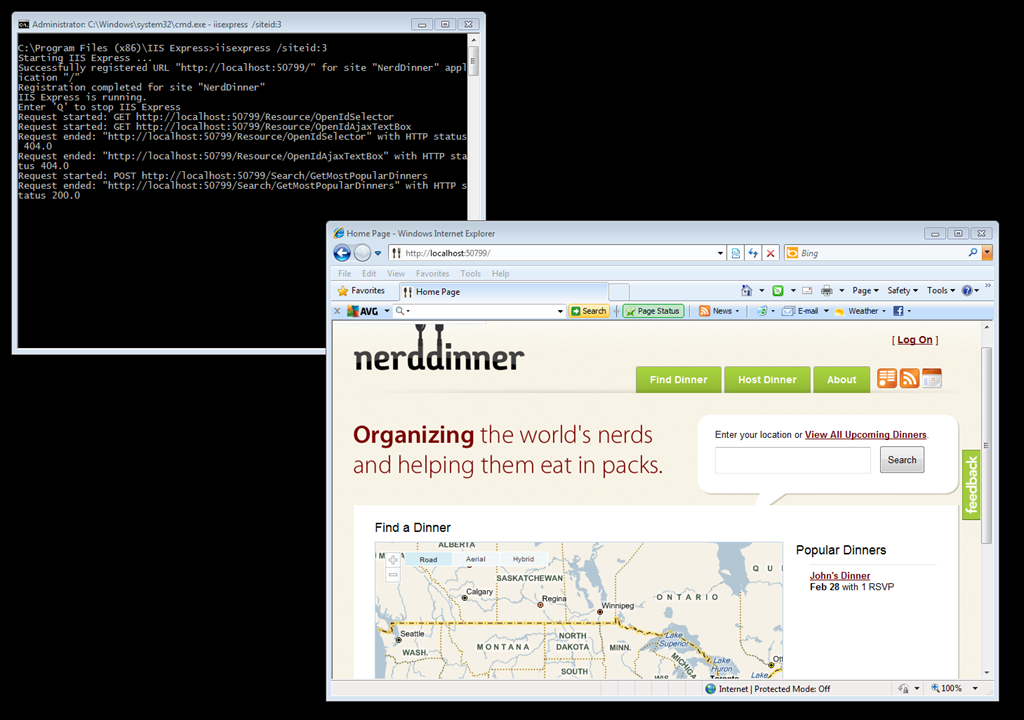 Administrator: C:\Windows\system32\cmd.exe - iisexpress /siteid:3
C:\Program Files (x86)\IIS Express>iisexpress /siteid:3
Starting IIS Express ...
Successfully registered URL "http://localhost:50799/" for site "NerdDinner" appl
ication "/"
Registration completed for site "NerdDinner"
IIS Express is running.
Enter 'Q' to stop IIS Express
Request started: GET http://localhost:50799/Resource/OpenIdSelector
Request started: GET http://localhost:50799/Resource/OpenIdAjaxTextBox
Request ended: "http://localhost:50799/Resource/OpenIdSelector" with HTTP status
404.0
Request ended: "http://localhost:50799/Resource/OpenIdAjaxTextBox" with HTTP sta
tus 404.0
Request started: POST http://localhost:50799/Search/GetMostPopularDinners
Request ended: "http://localhost:50799/Search/GetMostPopularDinners" with HTTP s
tatus 200.0
Home Page - Windows Internet Explorer
http://localhost:50799/
Bing
File Edit View Favorites Tools Help
Favorites Home Page Page Safety Tools
AVG Search Page Status News E-mail Weather
nerddinner
[ Log On ]
Find Dinner Host Dinner About
Organizing the world's nerds
and helping them eat in packs.
Enter your location or View All Upcoming Dinners.
Search
feedback
Find a Dinner
ALBERTA
Road Aerial Hybrid
SASKATCHEWAN
Calgary
Regina
Winnipeg
ONTARIO
QU
Seattle
WASH.
MONTANA
NORTH
DAKOTA
MINN.
Lake
Superior
MICHIG
Lake
Huron
SOUTH
WIS.
Toronto
Lake
Popular Dinners
John's Dinner
Feb 28 with 1 RSVP
Internet | Protected Mode: Off
100%